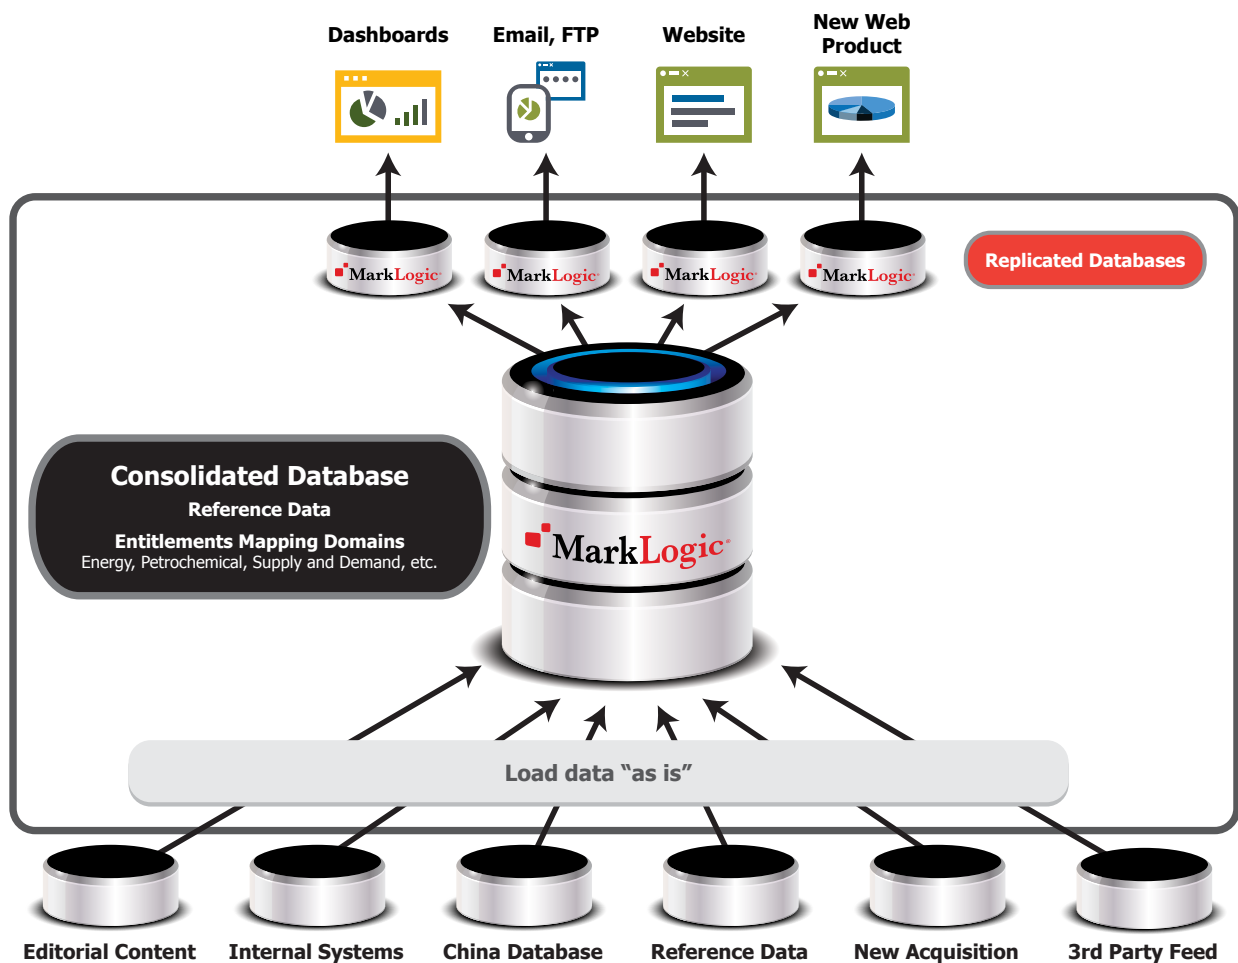 Dashboards
Email, FTP
Website
New Web
Product
MarkLogic
MarkLogic
MarkLogic
MarkLogic
Replicated Databases
Consolidated Database
Reference Data
Entitlements Mapping Domains
Energy, Petrochemical, Supply and Demand, etc.
MarkLogic
Load data “as is”
Editorial Content
Internal Systems
China Database
Reference Data
New Acquisition
3rd Party Feed